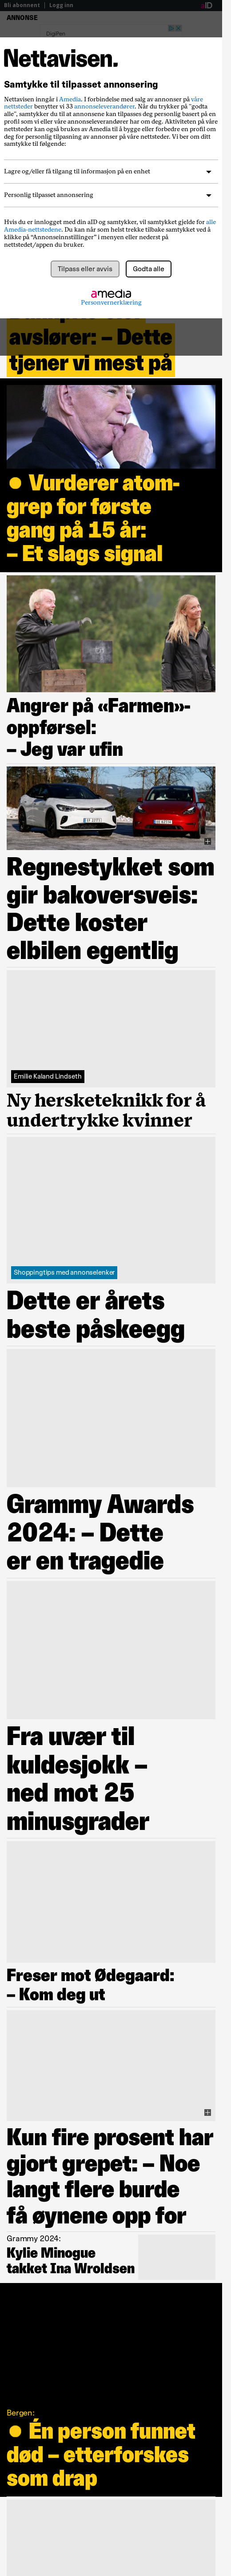 Bli abonnent | Logg inn
aID
ANNONSE
DigiPen
Nettavisen.
Samtykke til tilpasset annonsering
Nettavisen inngår i Amedia. I forbindelse med salg av annonser på våre
nettsteder benytter vi 33 annonseleverandører. Når du trykker på "godta
alle", samtykker du til at annonsene kan tilpasses deg personlig basert på en
profil som vi eller våre annonseleverandører har om deg. Aktiviteten på våre
nettsteder kan også brukes av Amedia til å bygge eller forbedre en profil om
deg for personlig tilpasning av annonser på våre nettsteder. Vi ber om ditt
samtykke til følgende:
Lagre og/eller få tilgang til informasjon på en enhet
Personlig tilpasset annonsering
Hvis du er innlogget med din aID og samtykker, vil samtykket gjelde for alle
Amedia-nettstedene. Du kan når som helst trekke tilbake samtykket ved å
klikke på “Annonseinnstillinger” i menyen eller nederst på
nettstedet/appen du bruker.
Tilpass eller avvis
Godta alle
amedia
Personvernerklæring
avslører: – Dette
tjener vi mest på
Vurderer atom-
grep for første
gang på 15 år:
– Et slags signal
Angrer på «Farmen»-
oppførsel:
– Jeg var ufin
Regnestykket som
gir bakoversveis:
Dette koster
elbilen egentlig
Emilie Kaland Lindseth
Ny hersketeknikk for å
undertrykke kvinner
Shoppingtips med annonselenker
Dette er årets
beste påskeegg
Grammy Awards
2024: – Dette
er en tragedie
Fra uvær til
kuldesjokk –
ned mot 25
minusgrader
Freser mot Ødegaard:
– Kom deg ut
Kun fire prosent har
gjort grepet: – Noe
langt flere burde
få øynene opp for
Grammy 2024:
Kylie Minogue
takket Ina Wroldsen
Bergen:
Én person funnet
død – etterforskes
som drap